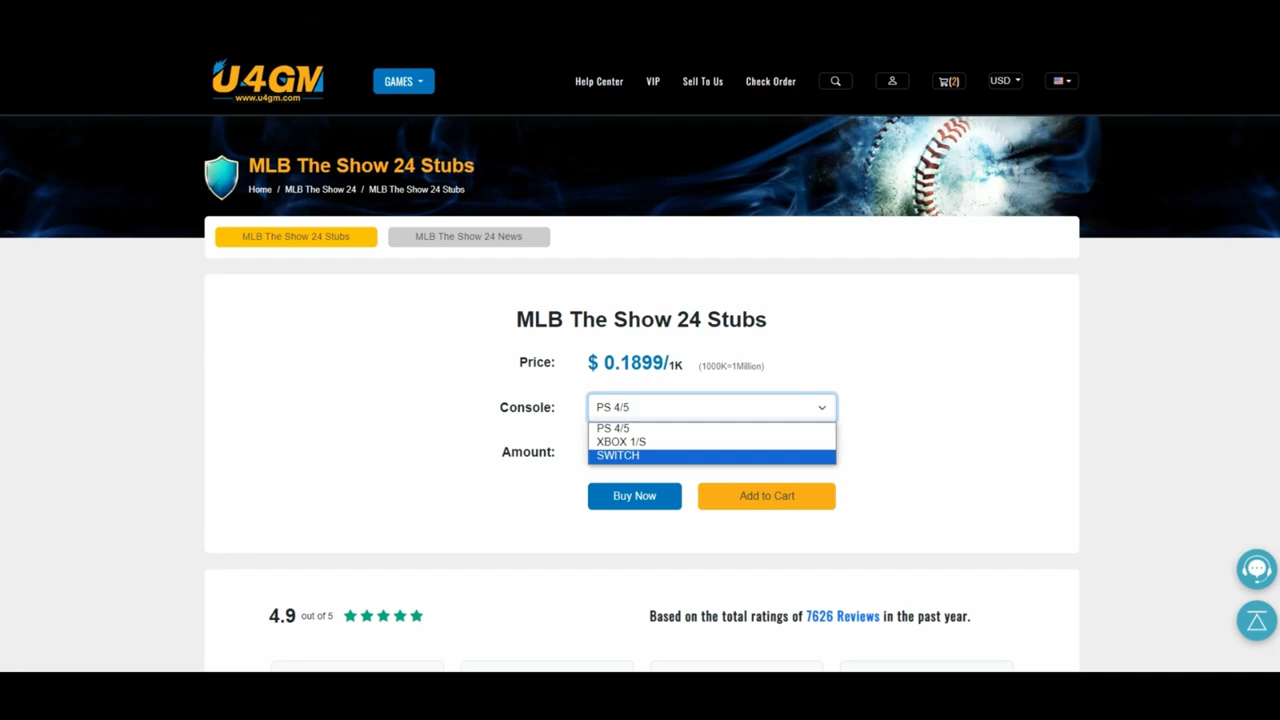 U4GM
www.u4gm.com
GAMES
Help Center
VIP
Sell To Us
Check Order
(2)
USD
MLB The Show 24 Stubs
Home / MLB The Show 24 / MLB The Show 24 Stubs
MLB The Show 24 Stubs
MLB The Show 24 News
MLB The Show 24 Stubs
Price: $ 0.1899/1K (1000K=1Million)
Console: PS 4/5
PS 4/5
XBOX 1/S
Amount:
SWITCH
Buy Now
Add to Cart
4.9 out of 5
Based on the total ratings of 7626 Reviews in the past year.